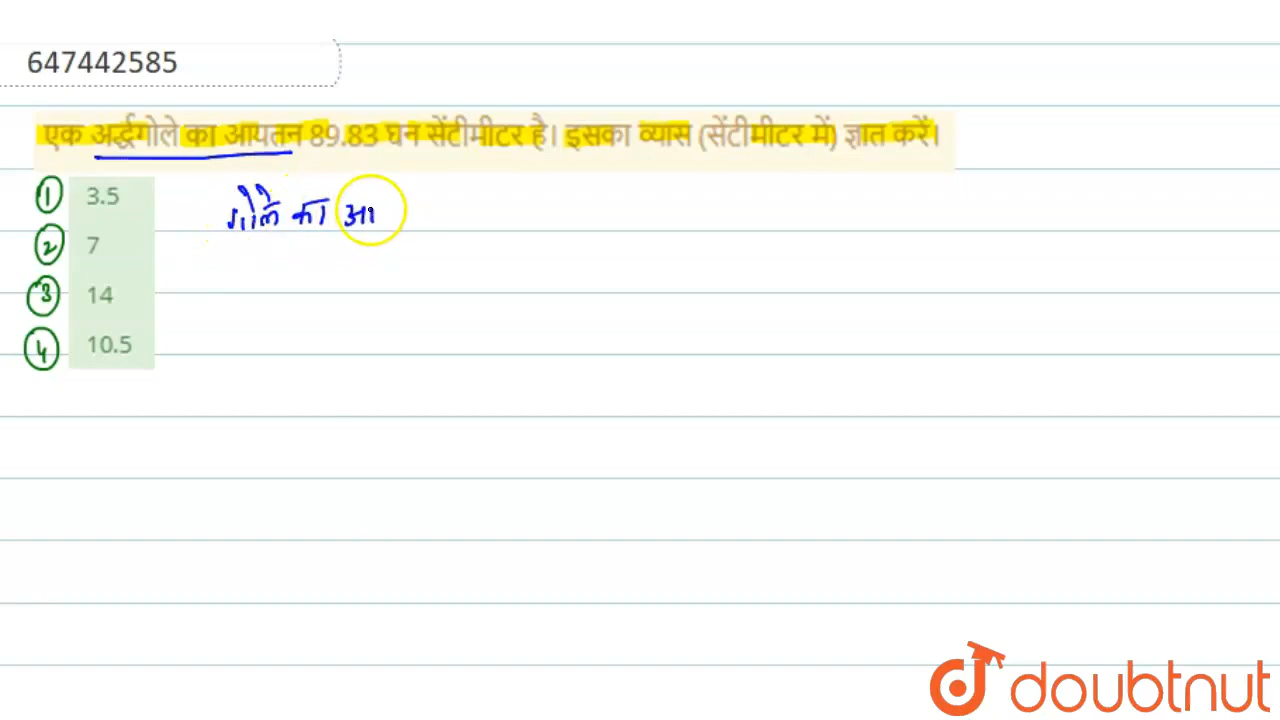 647442585
एक अर्द्धगोले का आयतन 89.83 घन सेंटीमीटर है। इसका व्यास (सेंटीमीटर में) ज्ञात करें।
① 3.5
गोले का आ
② 7
③ 14
④ 10.5
doubtnut